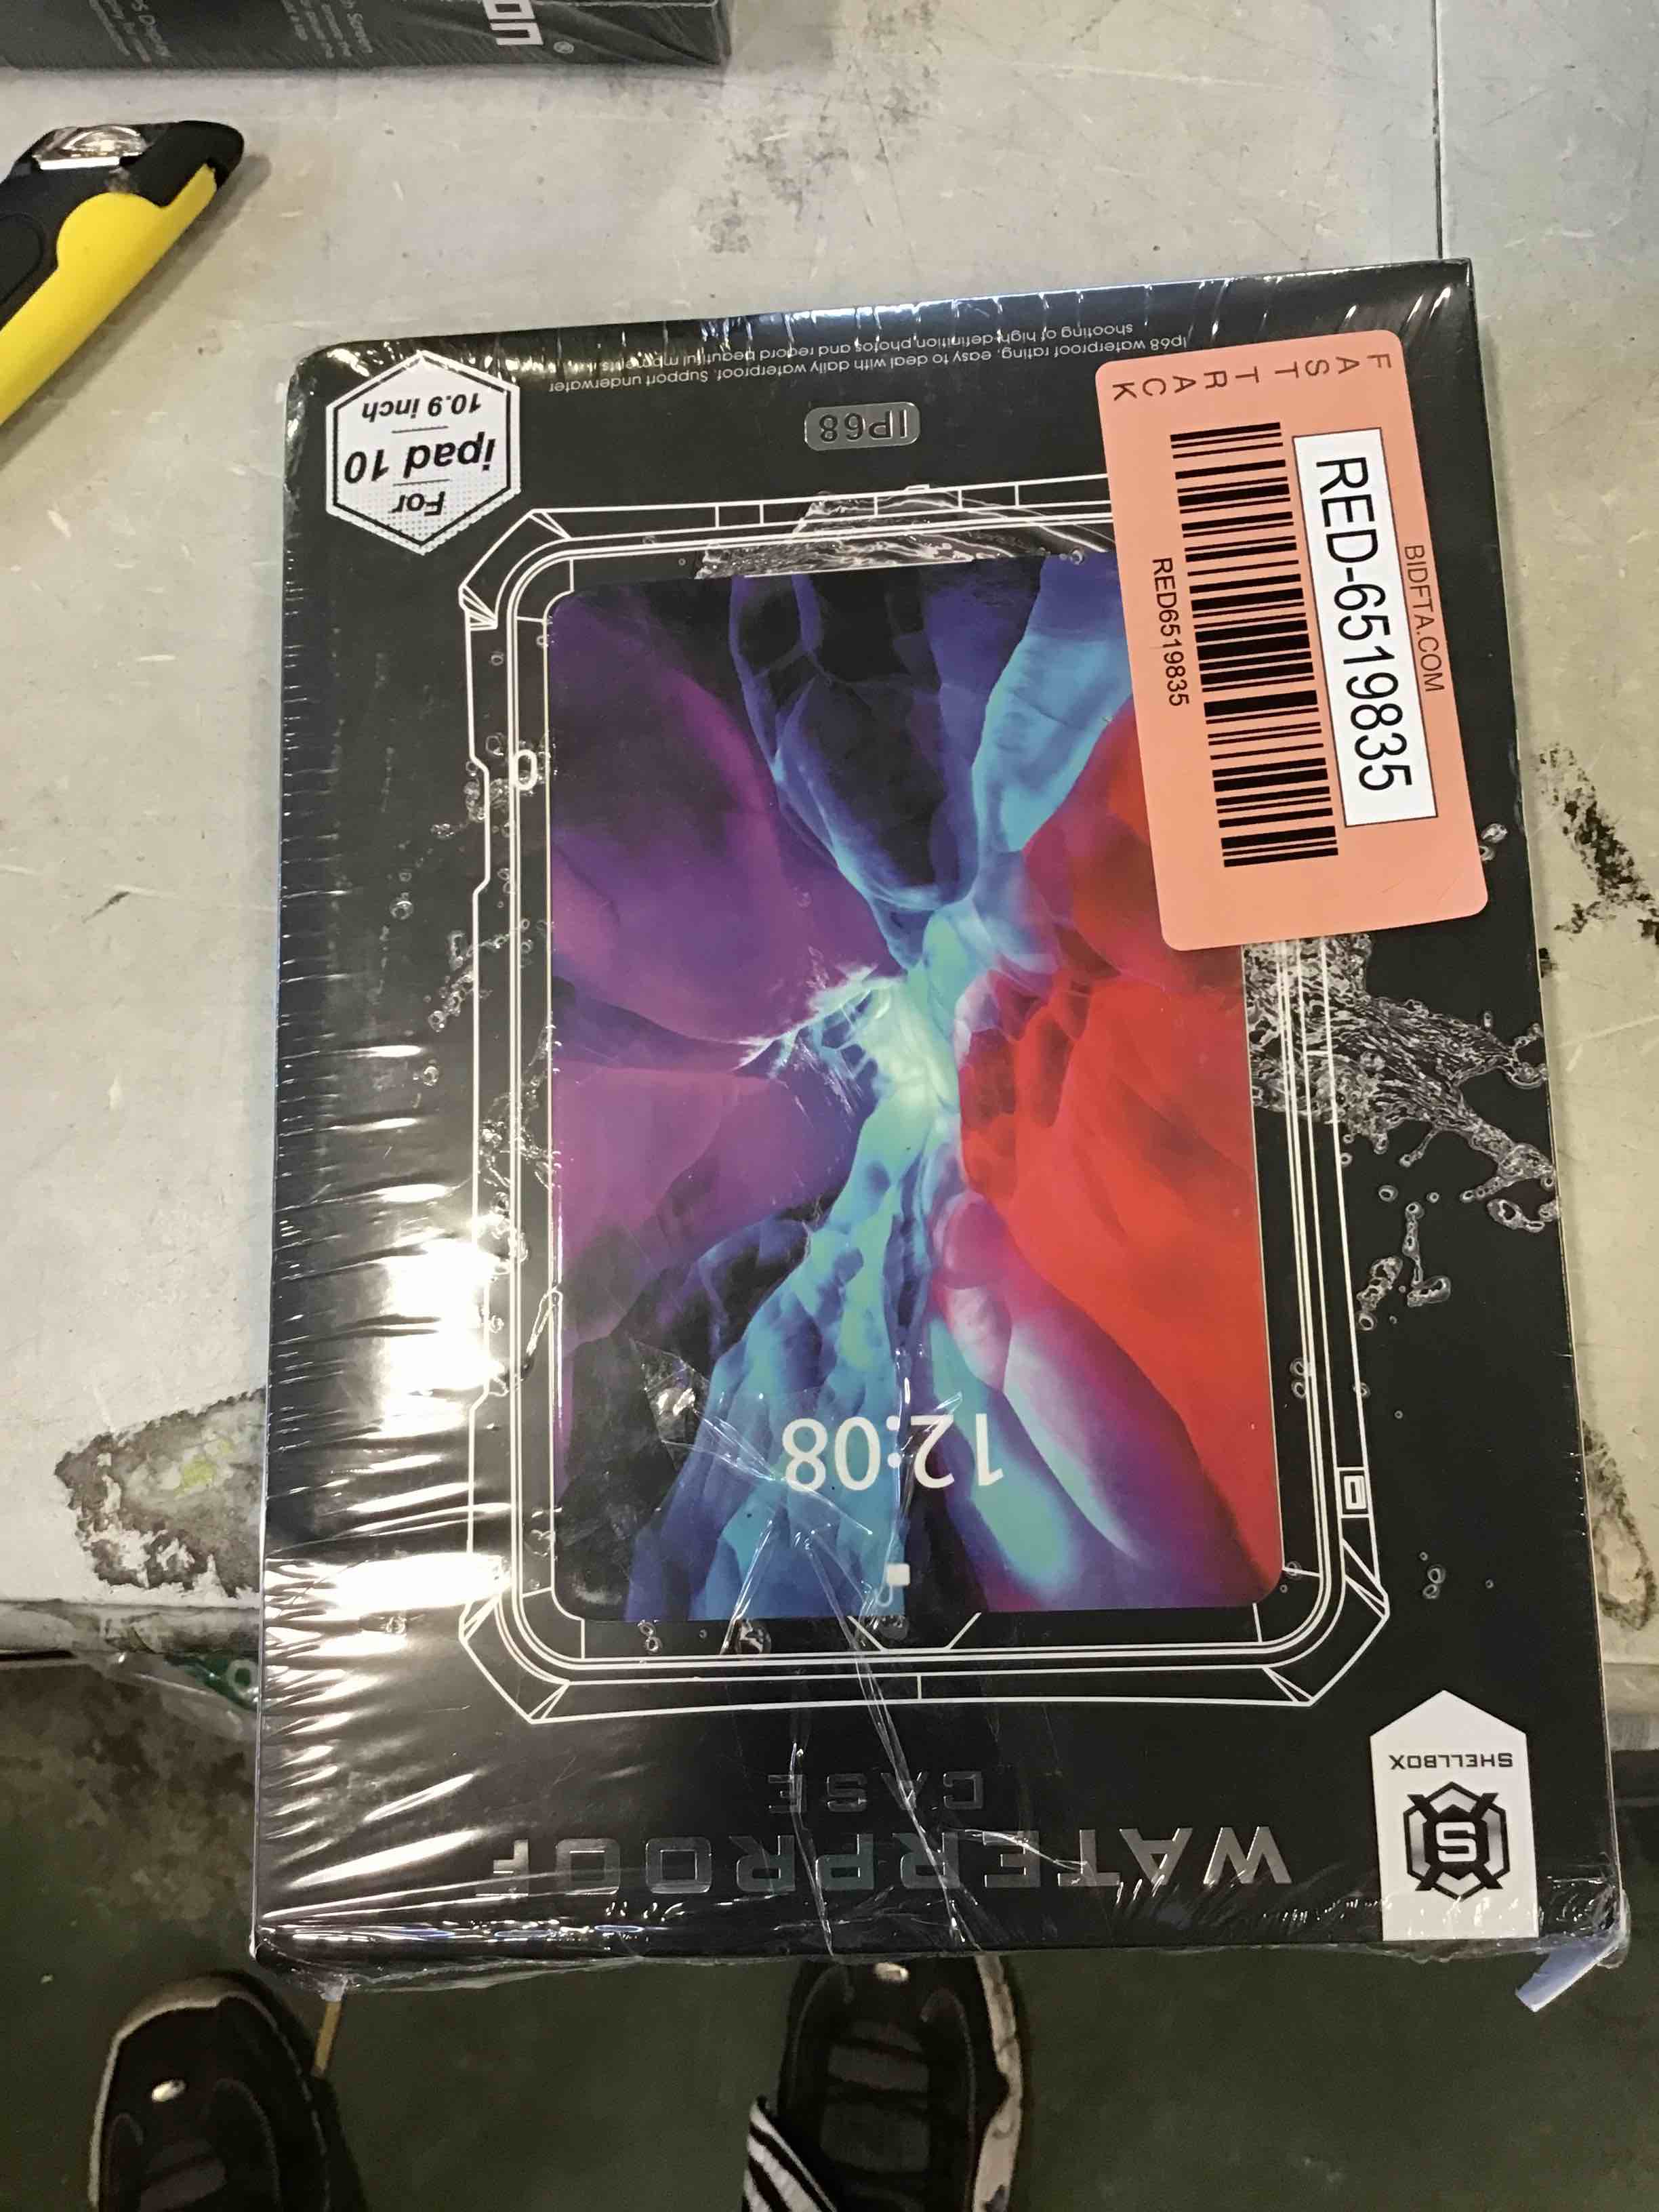 SHELLBOX
S
WATERPROOF
CASE
12:08
For
ipad 10
10.9 inch
IP68
Ip68 waterproof rating, easy to deal with daily waterproof. Support underwater
shooting of high definition photos and record beautiful moments
BIDFTA.COM
RED-6519835
RED6519835
FAST TRACK
on®